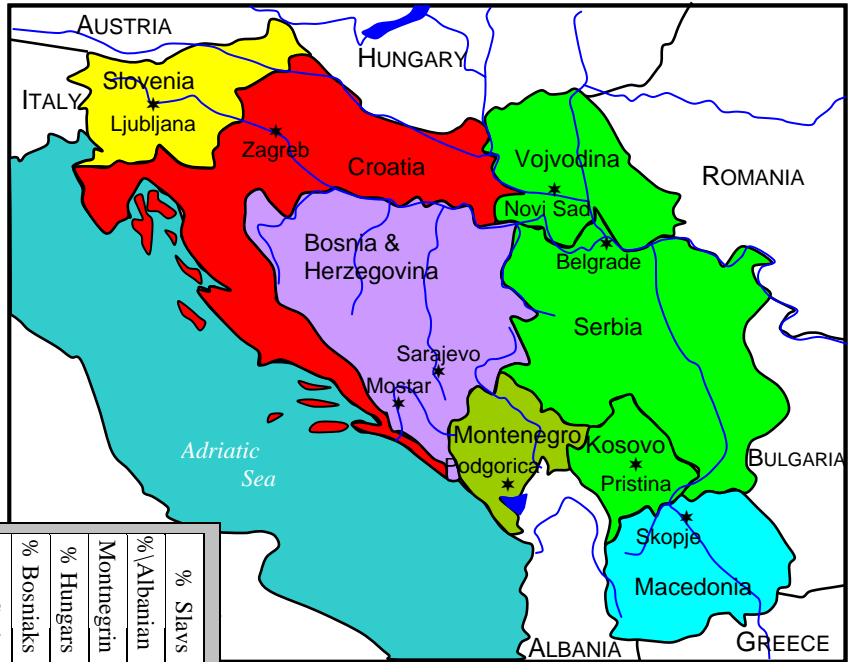 AUSTRIA
HUNGARY
Slovenia
ITALY
Ljubljana
Zagreb
Croatia
Vojvodina
ROMANIA
Novi Sad
Bosnia &
Herzegovina
Belgrade
Serbia
Sarajevo
Mostar
Montenegro
Kosovo
Adriatic
Sea
Podgorica
Pristina
BULGARIA
Skopje
Macedonia
ALBANIA
GREECE
% Slavs
%\Albanian
Montnegrin
% Hungars
% Bosniaks